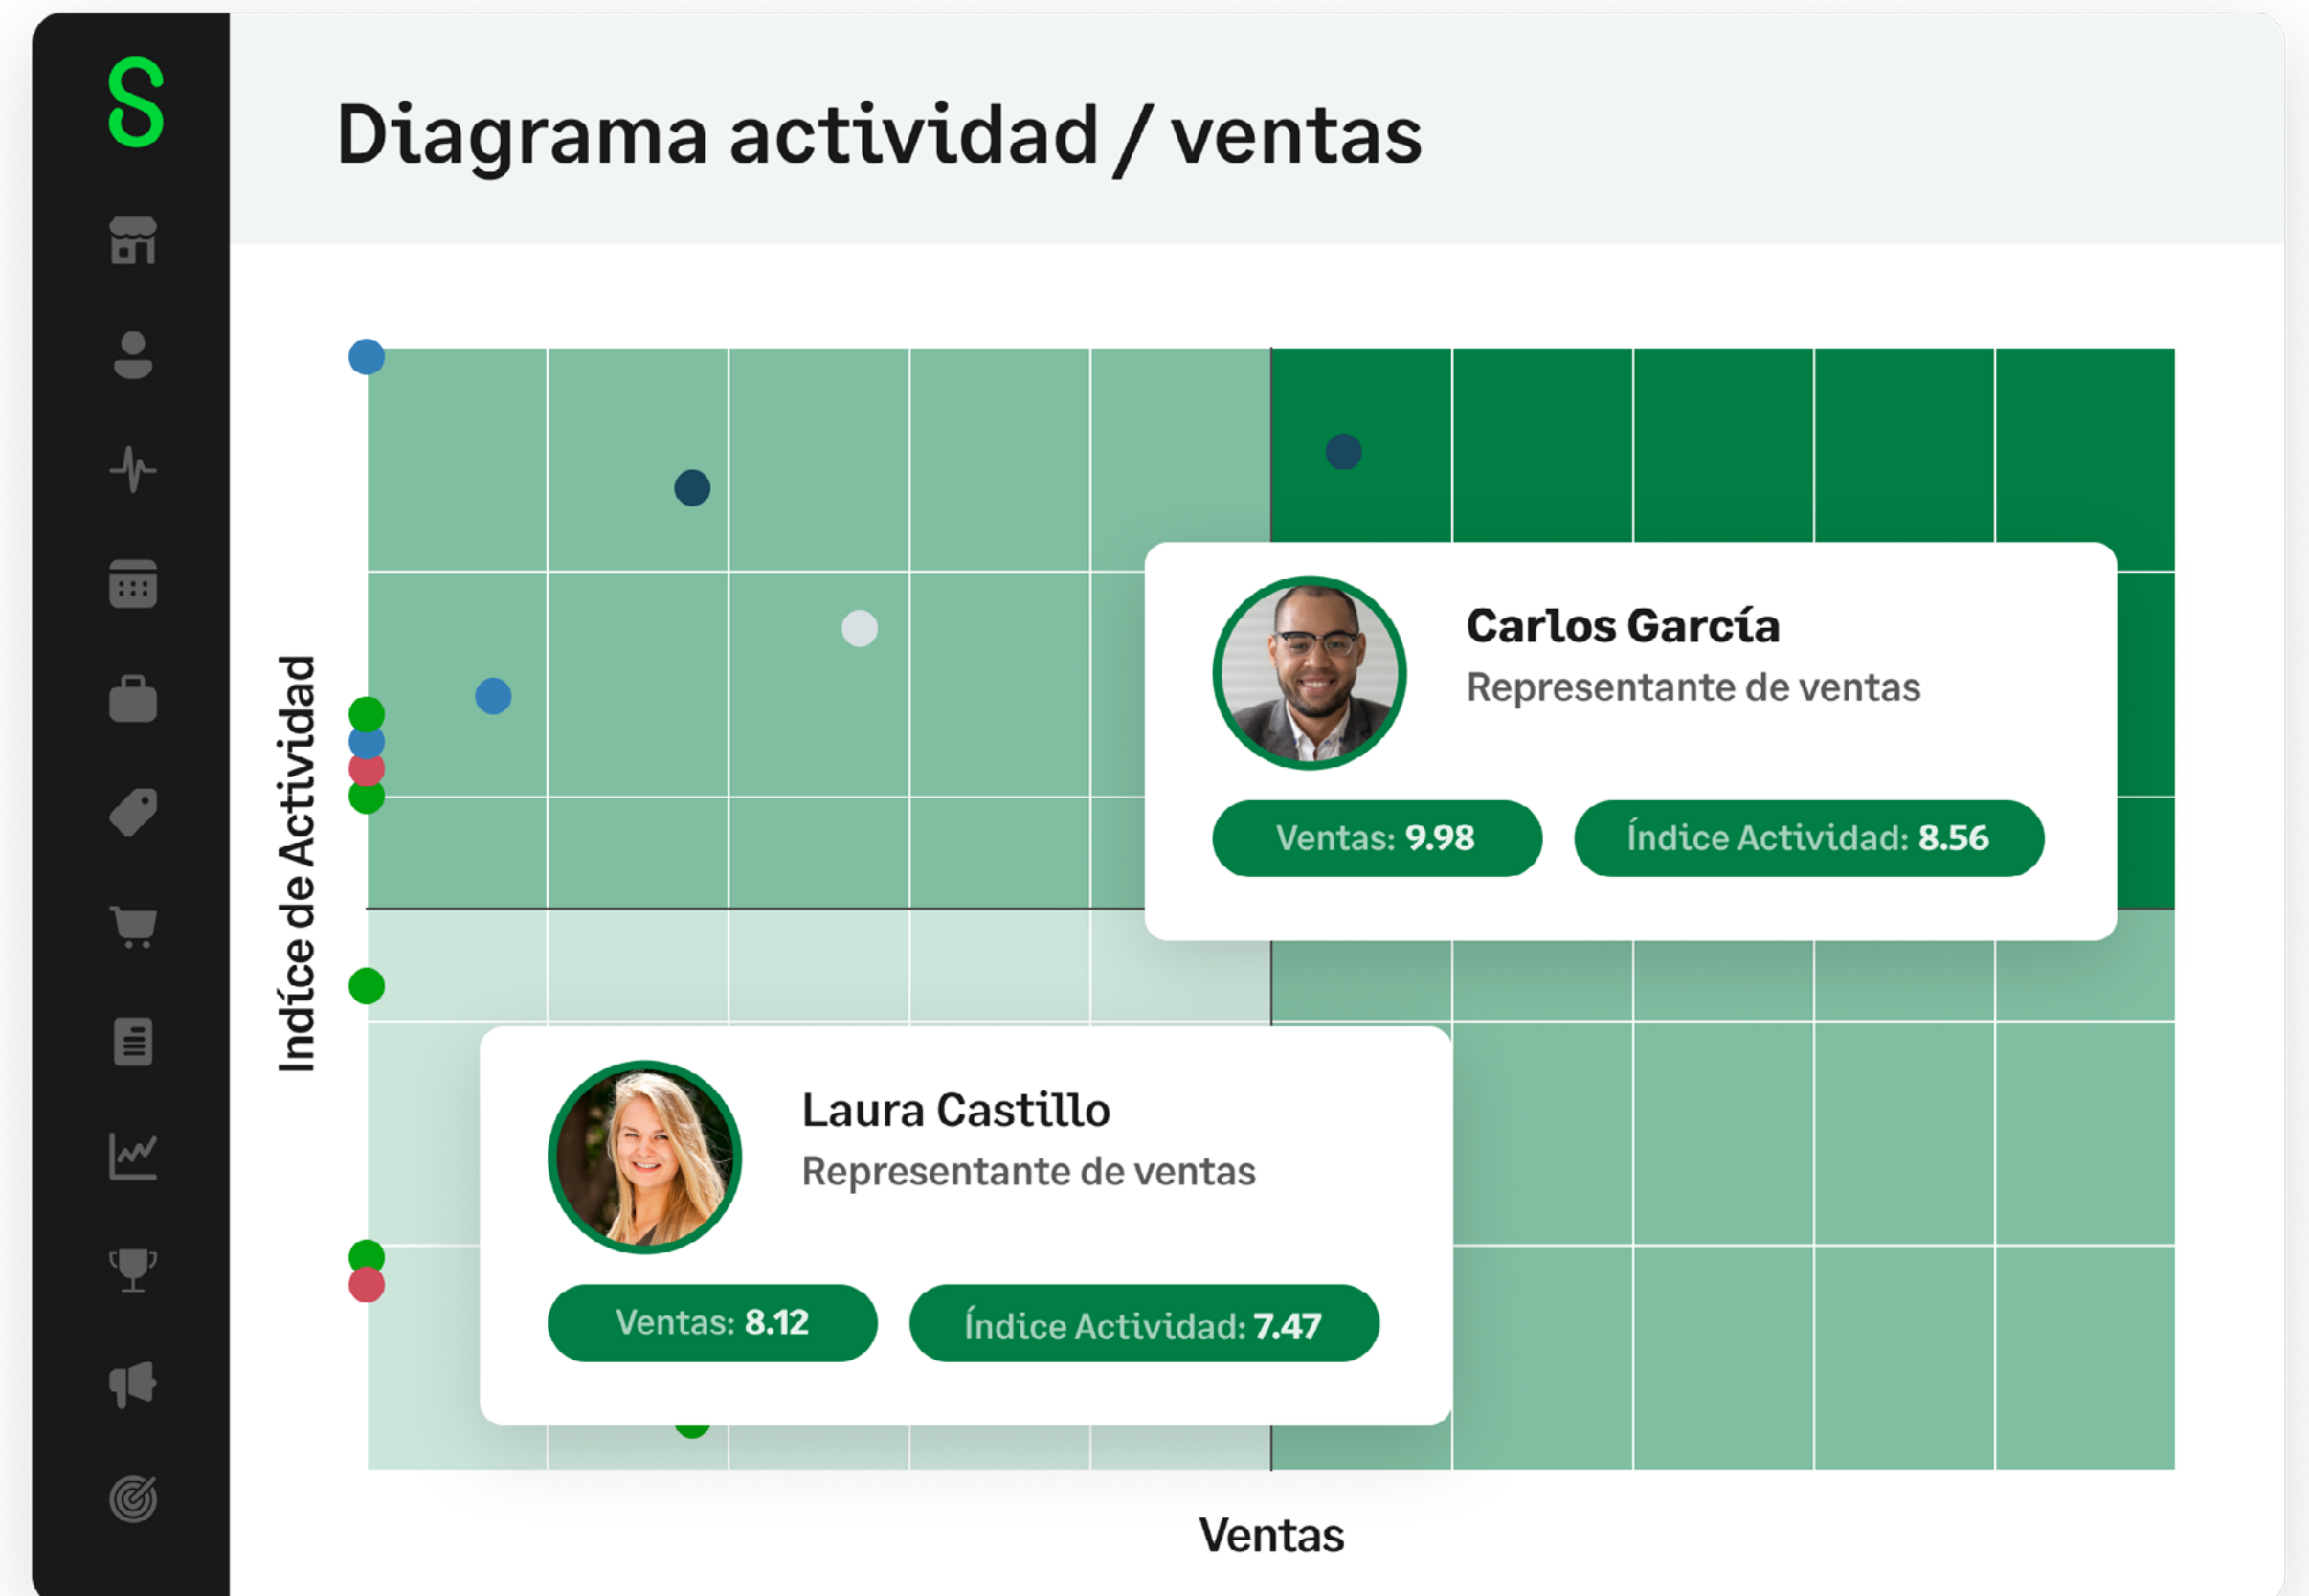 Diagrama actividad / ventas
Indíce de Actividad
Carlos García
Representante de ventas
Ventas: 9.98
Índice Actividad: 8.56
Laura Castillo
Representante de ventas
Ventas: 8.12
Índice Actividad: 7.47
Ventas